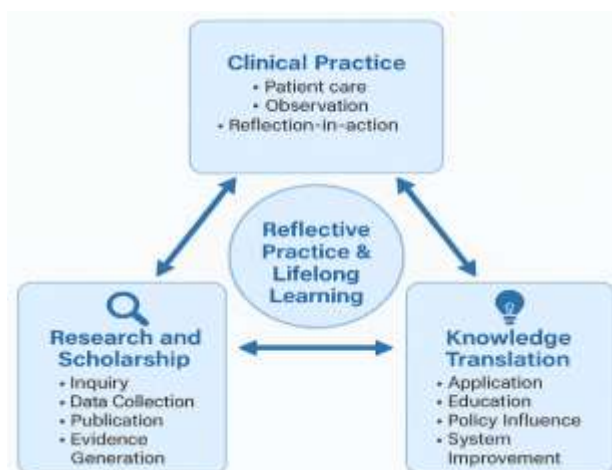 Clinical Practice
• Patient care
• Observation
• Reflection-in-action
Reflective
Practice &
Lifelong
Learning
Research and
Scholarship
• Inquiry
• Data Collection
• Publication
• Evidence
Generation
Knowledge
Translation
• Application
• Education
• Policy Influence
• System
Improvement